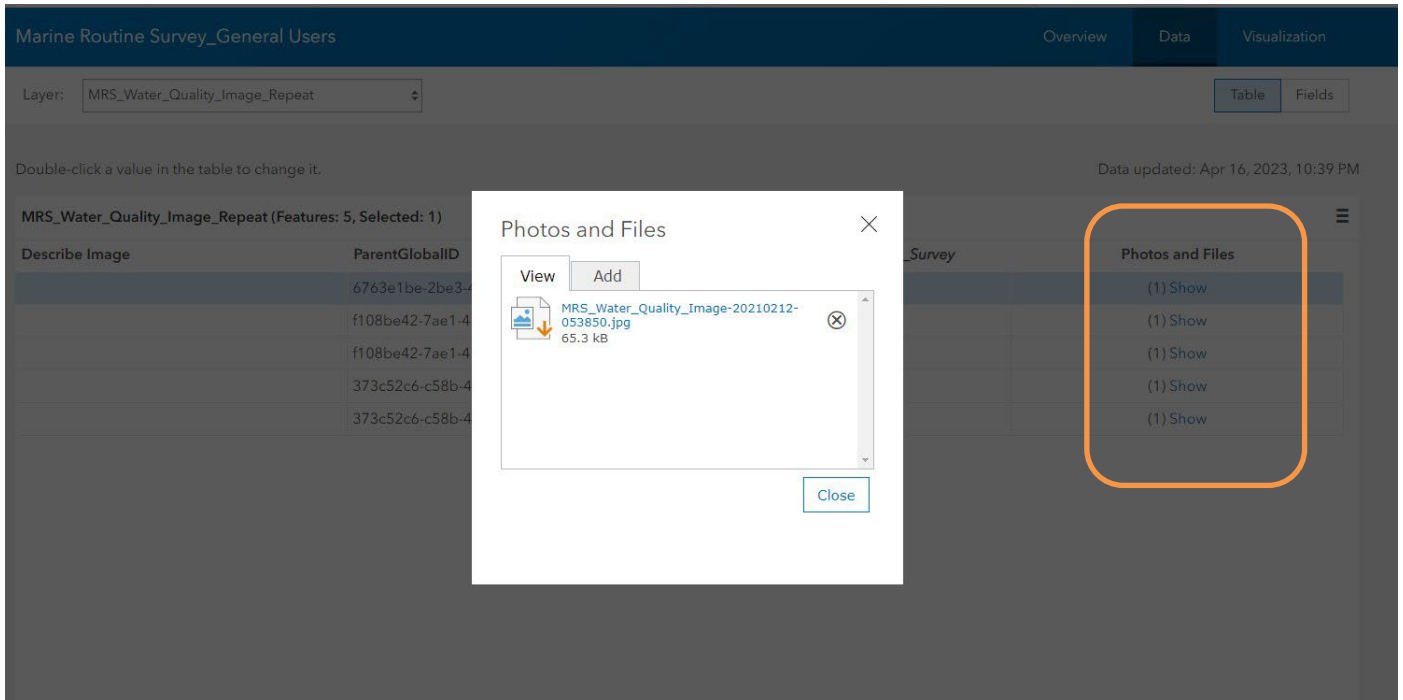 Marine Routine Survey_General Users Overview Data Visualization
Layer: MRS_Water_Quality_Image_Repeat Table Fields
Double-click a value in the table to change it. Data updated: Apr 16, 2023, 10:39 PM
MRS_Water_Quality_Image_Repeat (Features: 5, Selected: 1)
Describe Image ParentGlobalID _Survey Photos and Files
6763e1be-2be3-4 (1) Show
f108be42-7ae1-4 (1) Show
f108be42-7ae1-4 (1) Show
373c52c6-c58b-4 (1) Show
373c52c6-c58b-4 (1) Show
Photos and Files
View Add
MRS_Water_Quality_Image-20210212-
053850.jpg
65.3 kB
Close